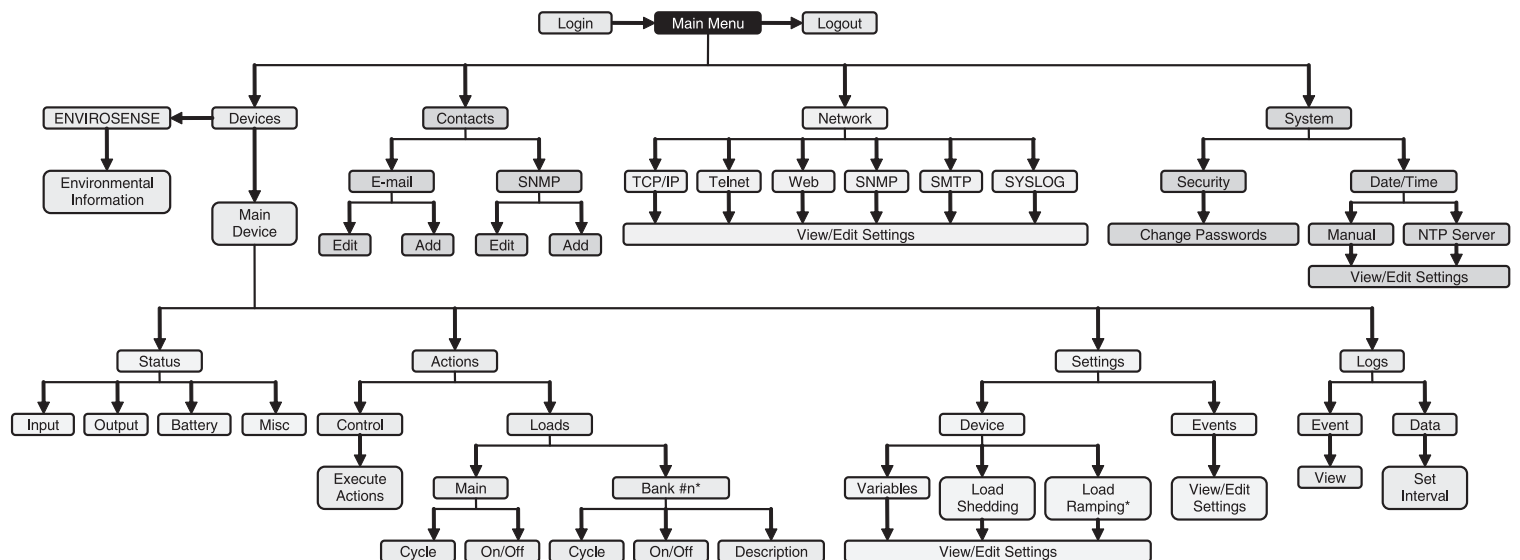 Login
Main Menu
Logout
ENVIROSENSE
Devices
Contacts
Network
System
Environmental
Information
Main
Device
E-mail
SNMP
TCP/IP
Telnet
Web
SNMP
SMTP
SYSLOG
Security
Date/Time
Edit
Add
Edit
Add
View/Edit Settings
Change Passwords
Manual
NTP Server
View/Edit Settings
Status
Actions
Settings
Logs
Input
Output
Battery
Misc
Control
Loads
Device
Events
Event
Data
Execute
Actions
Main
Bank #n*
Variables
Load
Shedding
Load
Ramping*
View/Edit
Settings
View
Set
Interval
Cycle
On/Off
Cycle
On/Off
Description
View/Edit Settings